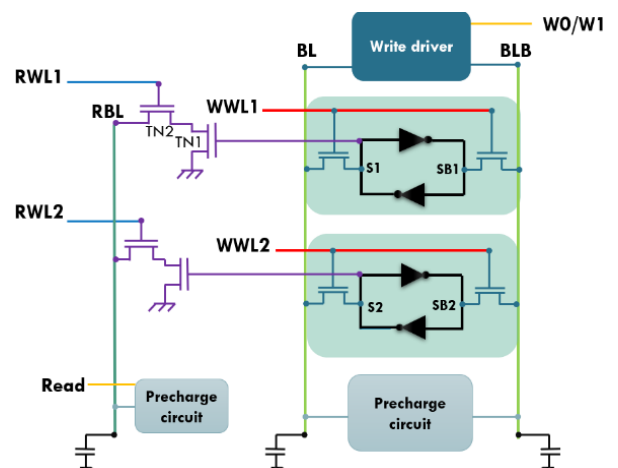 W0/W1
Write driver
BL
BLB
RWL1
RBL
WWL1
TN2
TN1
S1
SB1
RWL2
WWL2
S2
SB2
Read
Precharge
circuit
Precharge
circuit